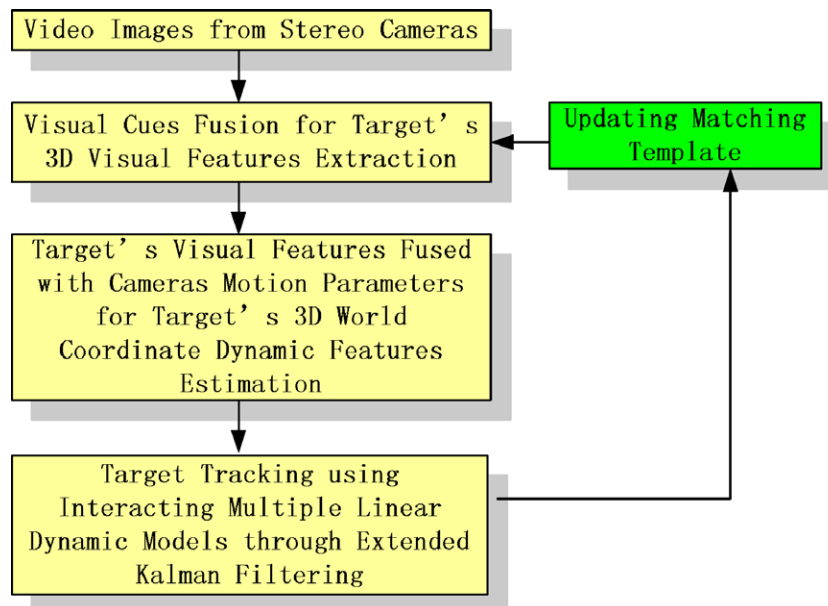 Video Images from Stereo Cameras
Visual Cues Fusion for Target's
3D Visual Features Extraction
Updating Matching
Template
Target's Visual Features Fused
with Cameras Motion Parameters
for Target's 3D World
Coordinate Dynamic Features
Estimation
Target Tracking using
Interacting Multiple Linear
Dynamic Models through Extended
Kalman Filtering